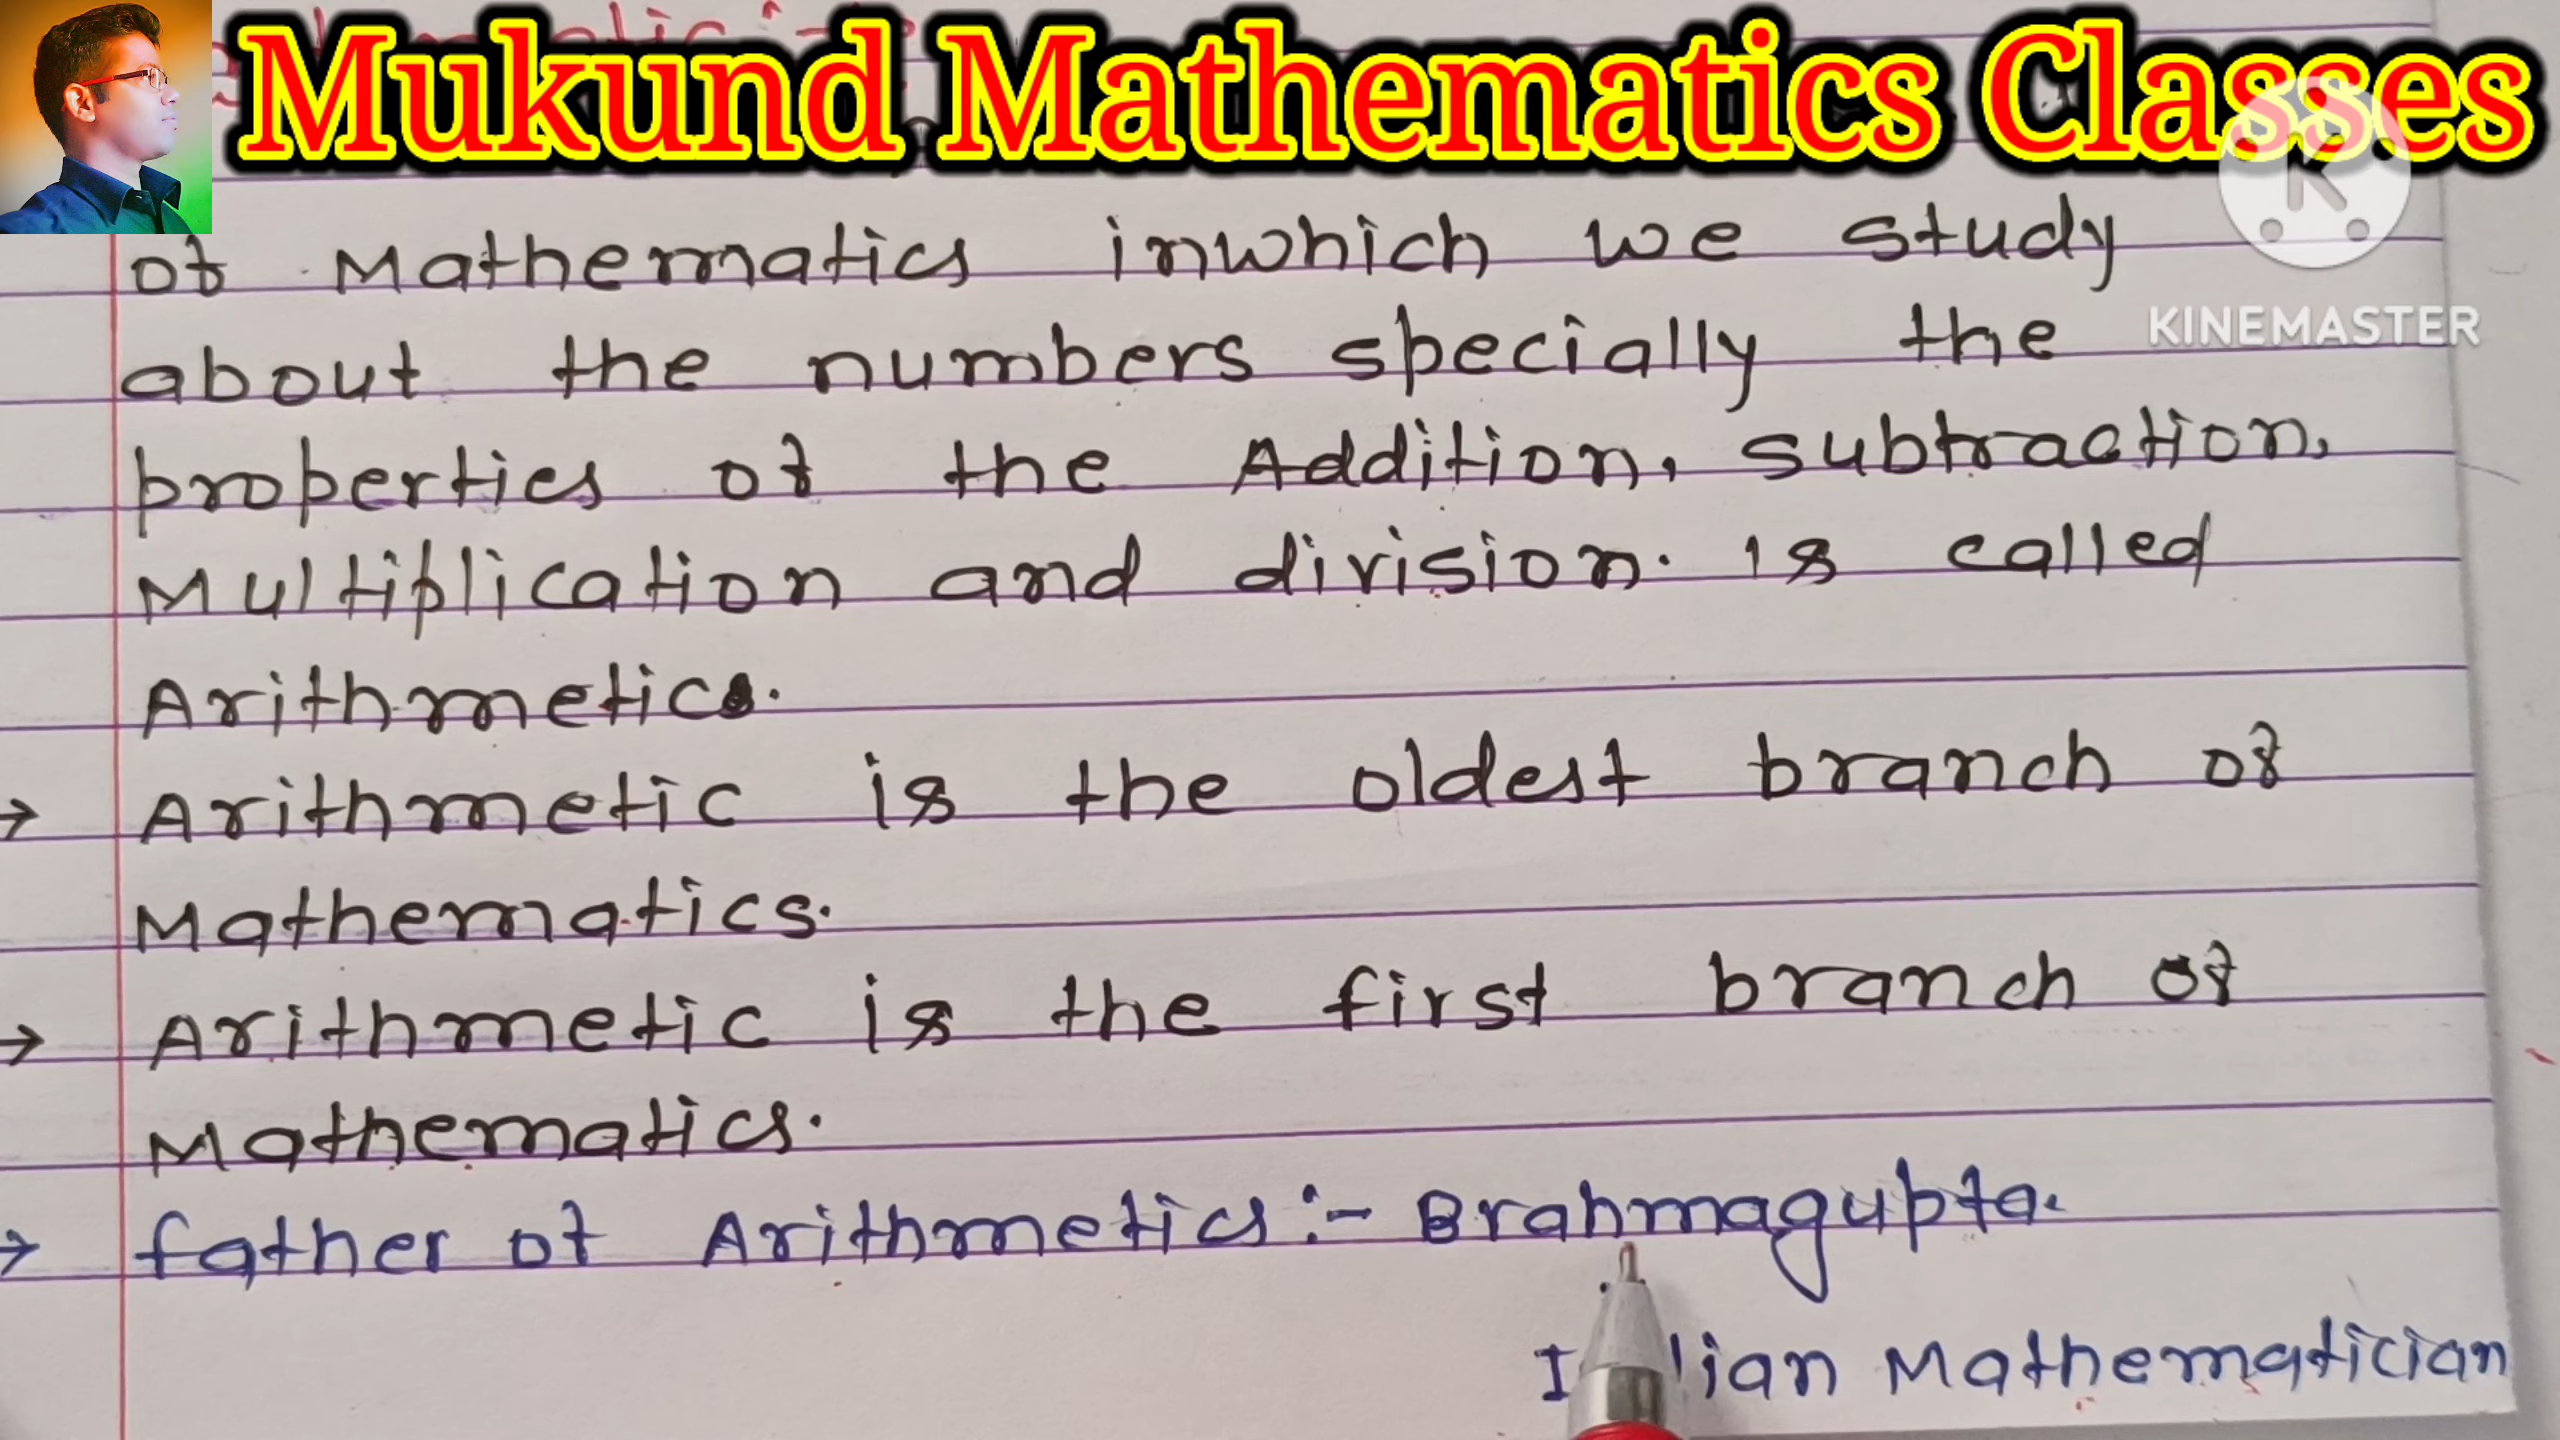 Mukund Mathematics Classes
of Mathematics inwhich we study
KINEMASTER
about the numbers specially the
properties of the Addition, subtraction,
Multiplication and division. is called
Arithmetics.
→ Arithmetic is the oldest branch of
Mathematics.
→ Arithmetic is the first branch of
Mathematics.
→ father of Arithmetics:- Brahmagupta.
Mathematician